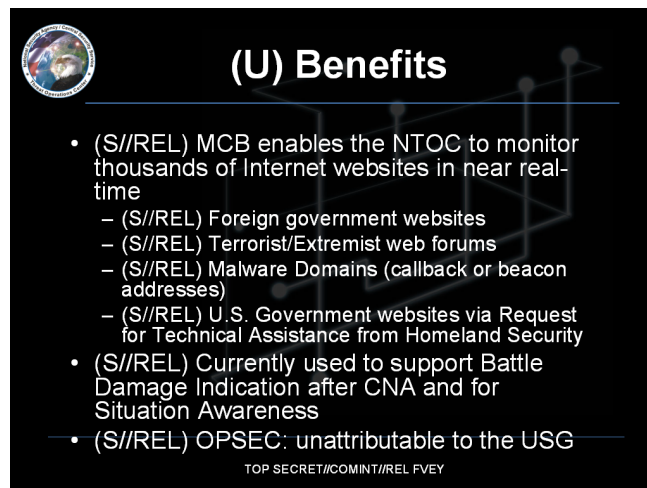 (U) Benefits
• (S//REL) MCB enables the NTOC to monitor
thousands of Internet websites in near real-
time
– (S//REL) Foreign government websites
– (S//REL) Terrorist/Extremist web forums
– (S//REL) Malware Domains (callback or beacon
addresses)
– (S//REL) U.S. Government websites via Request
for Technical Assistance from Homeland Security
• (S//REL) Currently used to support Battle
Damage Indication after CNA and for
Situation Awareness
• (S//REL) OPSEC: unattributable to the USG
TOP SECRET//COMINT//REL FVEY